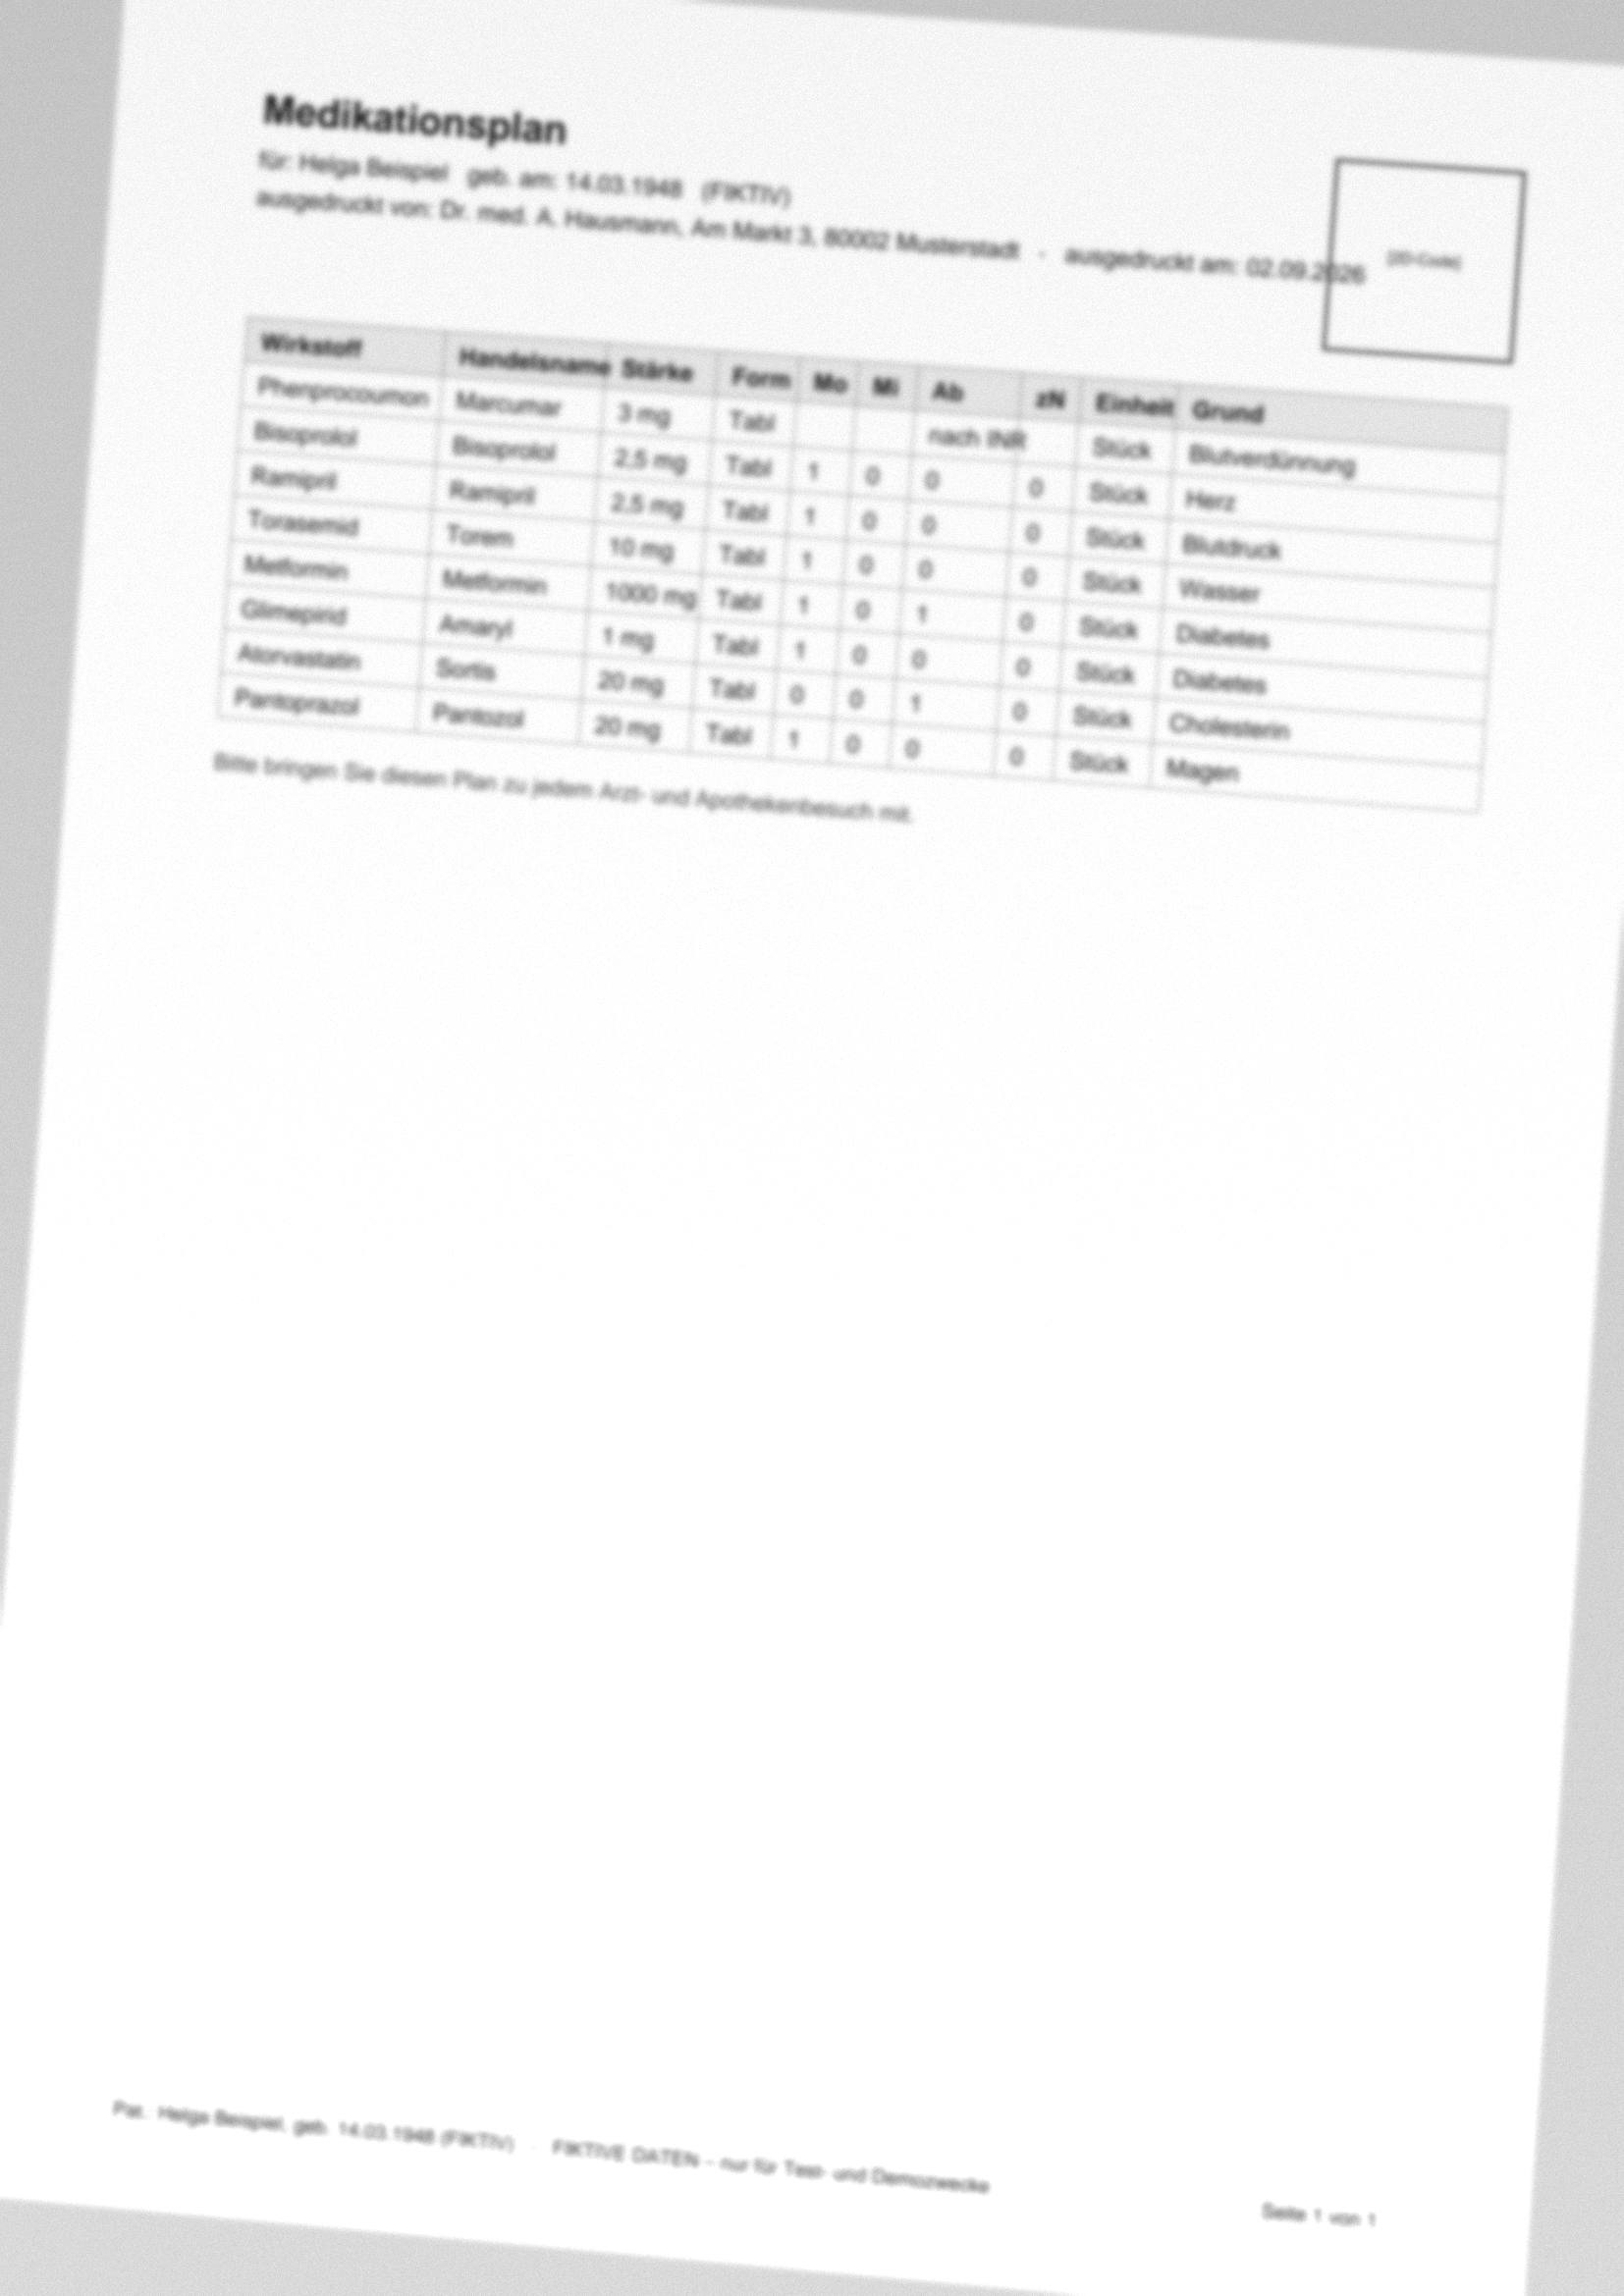 Medikationsplan
für: Helga Beispiel geb. am: 14.03.1948 (FIKTIV)
ausgedruckt von: Dr. med. A. Hausmann, Am Markt 3, 80002 Musterstadt - ausgedruckt am: 02.09.2026
[2D-Code]
Wirkstoff Handelsname Stärke Form Mo Mi Ab zN Einheit Grund
Phenprocoumon Marcumar 3 mg Tabl nach INR Stück Blutverdünnung
Bisoprolol Bisoprolol 2,5 mg Tabl 1 0 0 0 Stück Herz
Ramipril Ramipril 2,5 mg Tabl 1 0 0 0 Stück Blutdruck
Torasemid Torem 10 mg Tabl 1 0 0 0 Stück Wasser
Metformin Metformin 1000 mg Tabl 1 0 1 0 Stück Diabetes
Glimepirid Amaryl 1 mg Tabl 1 0 0 0 Stück Diabetes
Atorvastatin Sortis 20 mg Tabl 0 0 1 0 Stück Cholesterin
Pantoprazol Pantozol 20 mg Tabl 1 0 0 0 Stück Magen
Bitte bringen Sie diesen Plan zu jedem Arzt- und Apothekenbesuch mit.
Pat.: Helga Beispiel, geb. 14.03.1948 (FIKTIV) · FIKTIVE DATEN – nur für Test- und Demozwecke
Seite 1 von 1